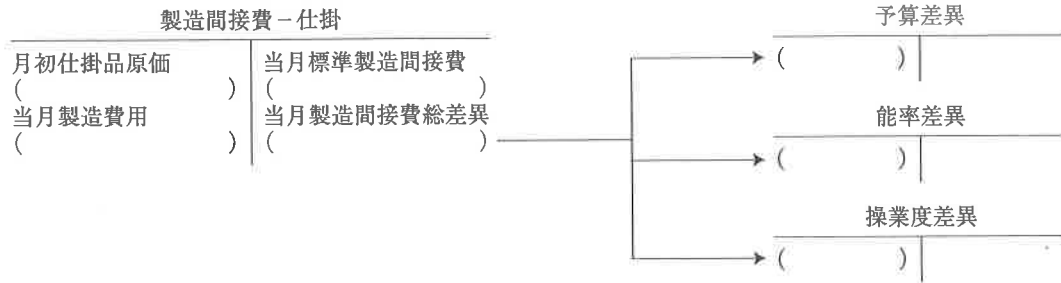 製造間接費－仕掛
月初仕掛品原価
(　　　　　)
当月製造費用
(　　　　　)
当月標準製造間接費
(　　　　　)
当月製造間接費総差異
(　　　　　)
予算差異
(　　　　　)
能率差異
(　　　　　)
操業度差異
(　　　　　)